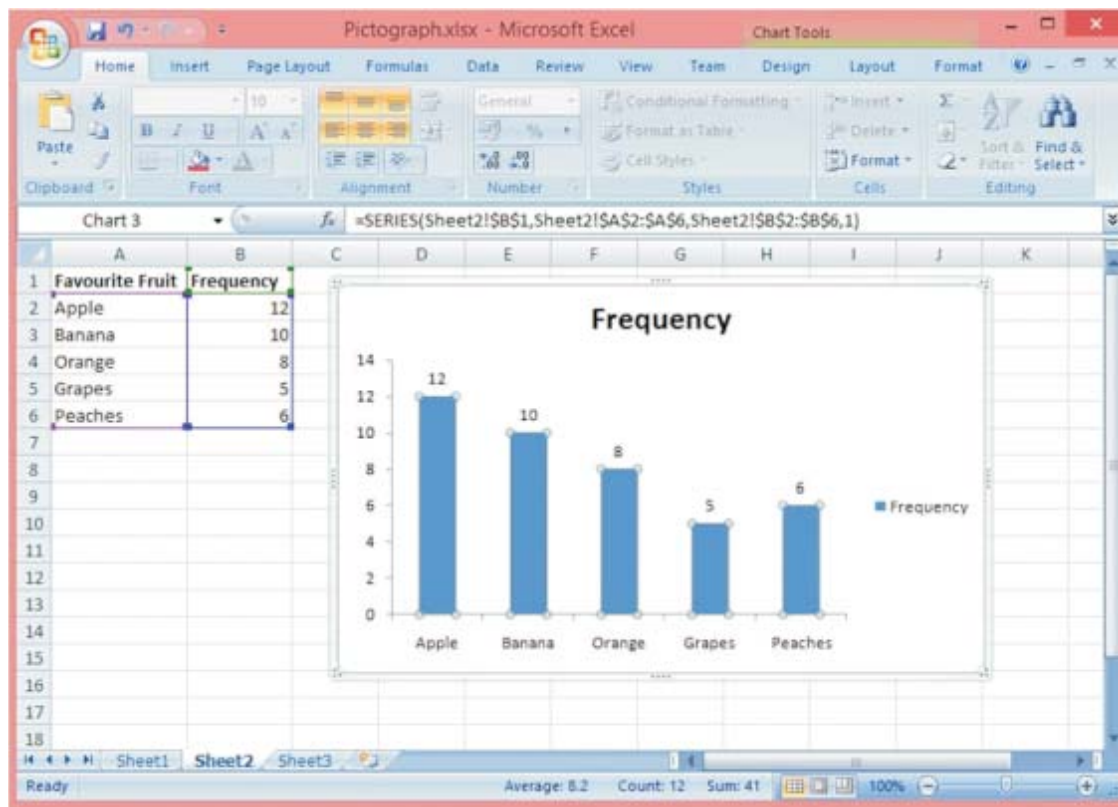 Pictograph.xlsx - Microsoft Excel Chart Tools
Home Insert Page Layout Formulas Data Review View Team Design Layout Format
10 General Conditional Formatting Insert Σ
Paste B I U A A % Format as Table Delete Sort & Find &
Cell Styles Format Filter Select
Clipboard Font Alignment Number Styles Cells Editing
Chart 3 fx =SERIES(Sheet2!$B$1,Sheet2!$A$2:$A$6,Sheet2!$B$2:$B$6,1)
A B C D E F G H I J K
1 Favourite Fruit Frequency
2 Apple 12
3 Banana 10
4 Orange 8
5 Grapes 5
6 Peaches 6
7
8
9
10
11
12
13
14
15
16
17
18
Frequency
14
12
10
8
6
4
2
0
12
10
8
5
6
Apple Banana Orange Grapes Peaches
Frequency
Sheet1 Sheet2 Sheet3
Ready Average: 8.2 Count: 12 Sum: 41 100%